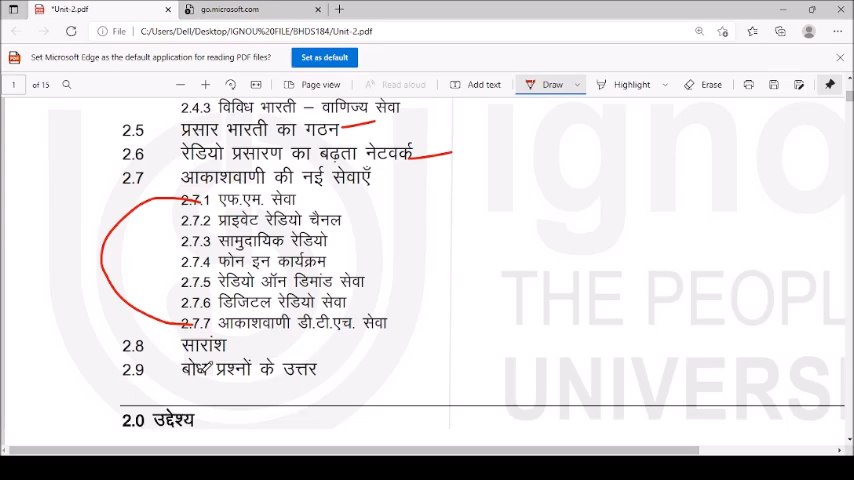 *Unit-2.pdf
go.microsoft.com
File
C:/Users/Dell/Desktop/IGNOU%20FILE/BHDS184/Unit-2.pdf
Set Microsoft Edge as the default application for reading PDF files?
Set as default
1 of 15
Page view
Read aloud
Add text
Draw
Highlight
Erase
2.4.3 विविध भारती – वाणिज्य सेवा
2.5 प्रसार भारती का गठन
2.6 रेडियो प्रसारण का बढ़ता नेटवर्क
2.7 आकाशवाणी की नई सेवाएँ
2.7.1 एफ.एम. सेवा
2.7.2 प्राइवेट रेडियो चैनल
2.7.3 सामुदायिक रेडियो
2.7.4 फोन इन कार्यक्रम
2.7.5 रेडियो ऑन डिमांड सेवा
2.7.6 डिजिटल रेडियो सेवा
2.7.7 आकाशवाणी डी.टी.एच. सेवा
2.8 सारांश
2.9 बोध प्रश्नों के उत्तर
2.0 उद्देश्य
ignou
THE PEOPL
UNIVERSI